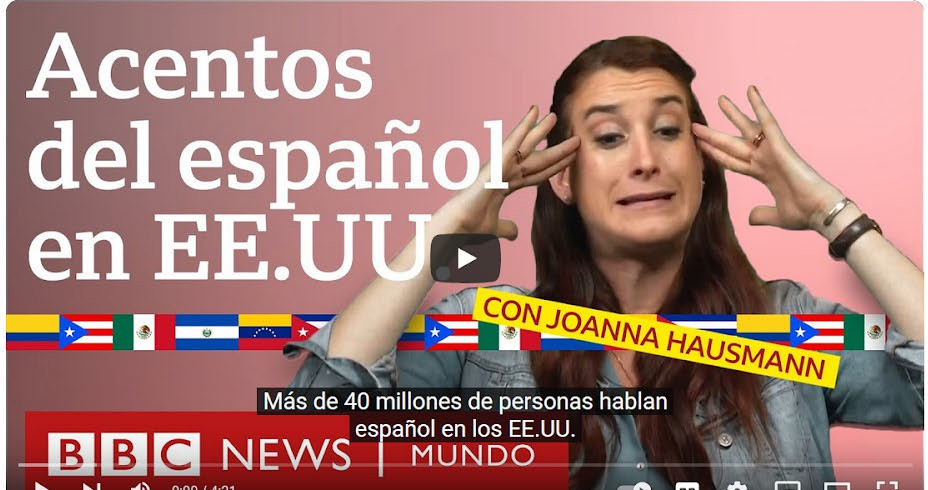 Acentos
del español
en EE.UU.
CON JOANNA HAUSMANN
Más de 40 millones de personas hablan
español en los EE.UU.
BBC NEWS | MUNDO